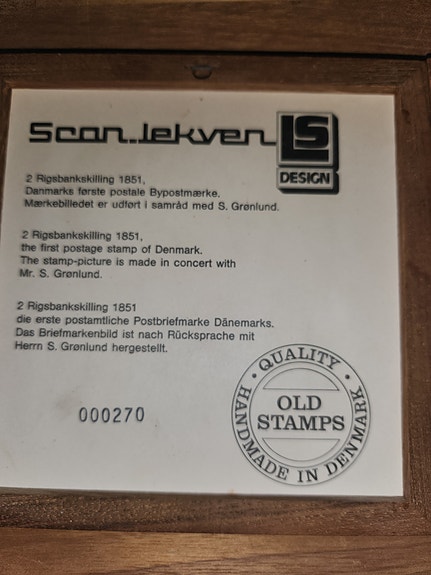 Scan..lekven
LS
DESIGN
2 Rigsbankskilling 1851,
Danmarks første postale Bypostmærke.
Mærkebilledet er udført i samråd med S. Grønlund.
2 Rigsbankskilling 1851,
the first postage stamp of Denmark.
The stamp-picture is made in concert with
Mr. S. Grønlund.
2 Rigsbankskilling 1851
die erste postamtliche Postbriefmarke Dänemarks.
Das Briefmarkenbild ist nach Rücksprache mit
Herrn S. Grønlund hergestellt.
000270
· QUALITY ·
OLD
STAMPS
HANDMADE IN DENMARK